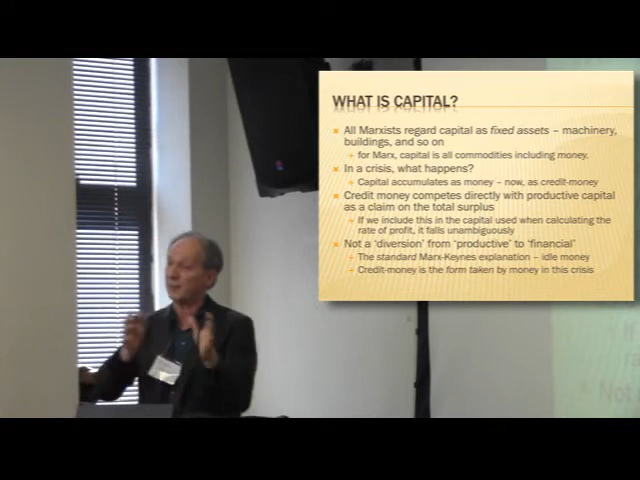 WHAT IS CAPITAL?
All Marxists regard capital as fixed assets – machinery,
buildings, and so on
for Marx, capital is all commodities including money.
In a crisis, what happens?
Capital accumulates as money – now, as credit-money
Credit money competes directly with productive capital
as a claim on the total surplus
If we include this in the capital used when calculating the
rate of profit, it falls unambiguously
Not a 'diversion' from 'productive' to 'financial'
The standard Marx-Keynes explanation – idle money
Credit-money is the form taken by money in this crisis
Not